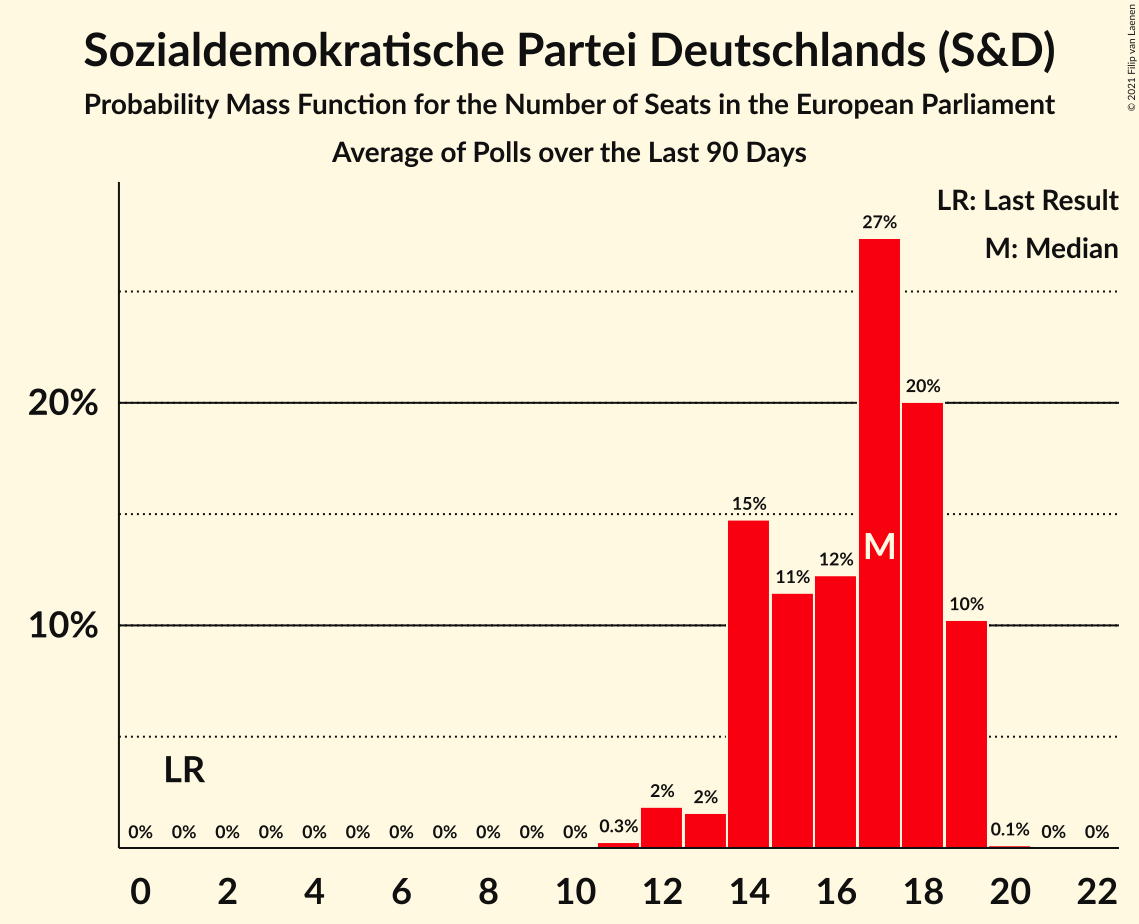 Sozialdemokratische Partei Deutschlands (S&D)
Probability Mass Function for the Number of Seats in the European Parliament
Average of Polls over the Last 90 Days
© 2021 Filip van Laenen
LR: Last Result
M: Median
27%
20%
20%
15%
12%
11%
M
10%
10%
LR
2%
2%
0% 0% 0% 0% 0% 0% 0% 0% 0% 0% 0% 0.3% 0.1% 0% 0%
0 2 4 6 8 10 12 14 16 18 20 22